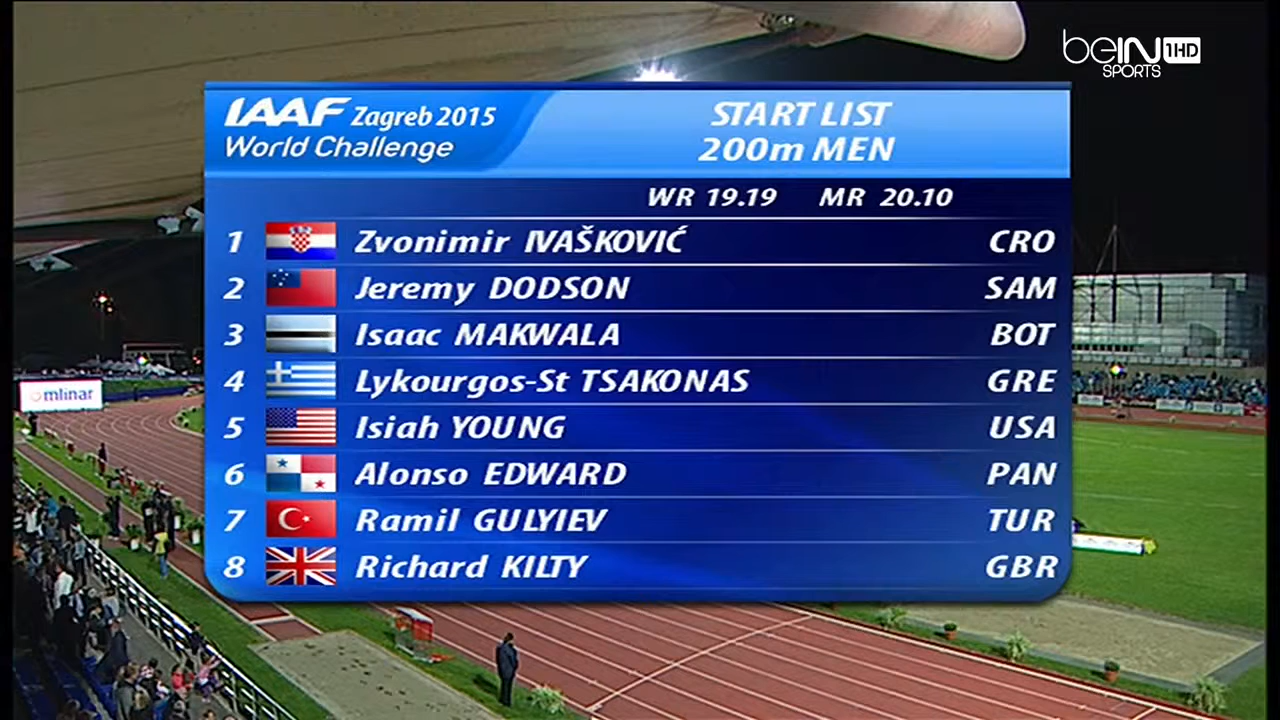 beIN 1HD
SPORTS
IAAF Zagreb 2015
World Challenge
START LIST
200m MEN
WR 19.19 MR 20.10
1 Zvonimir IVAŠKOVIĆ CRO
2 Jeremy DODSON SAM
3 Isaac MAKWALA BOT
4 Lykourgos-St TSAKONAS GRE
5 Isiah YOUNG USA
6 Alonso EDWARD PAN
7 Ramil GULYIEV TUR
8 Richard KILTY GBR
mlinar